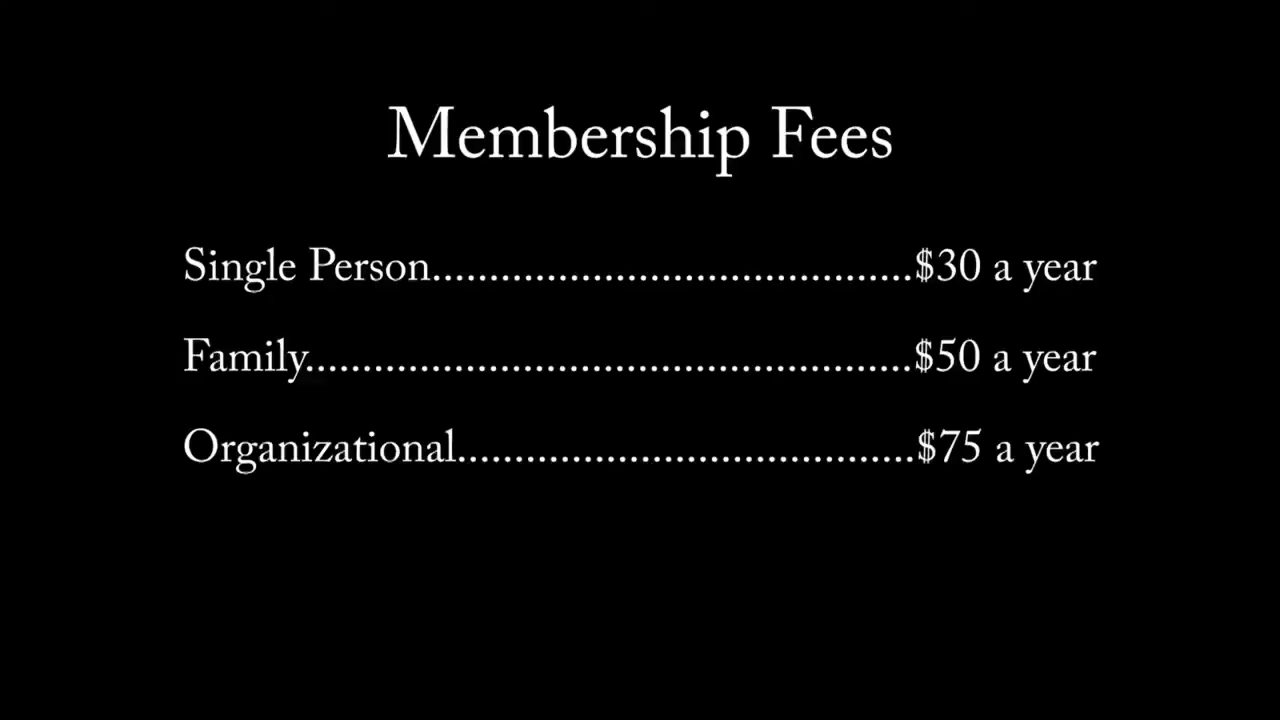 Membership Fees
Single Person..........................................$30 a year
Family.....................................................$50 a year
Organizational........................................$75 a year